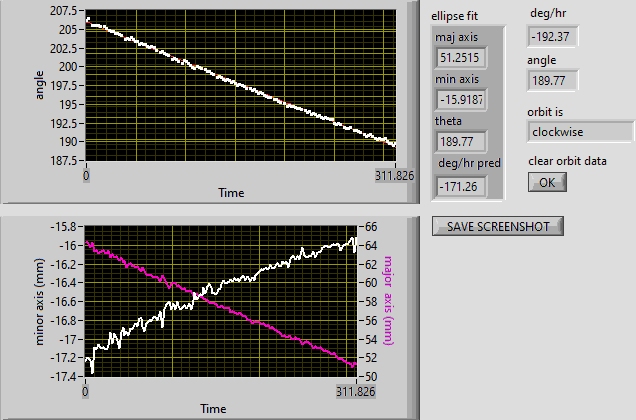 207.5
205
202.5
200
197.5
195
192.5
190
187.5
angle
0
311.826
Time
ellipse fit
maj axis
51.2515
min axis
-15.9187
theta
189.77
deg/hr pred
-171.26
deg/hr
-192.37
angle
189.77
orbit is
clockwise
clear orbit data
OK
SAVE SCREENSHOT
-15.8
-16
-16.2
-16.4
-16.6
-16.8
-17
-17.2
-17.4
minor axis (mm)
66
64
62
60
58
56
54
52
50
major axis (mm)
0
311.826
Time